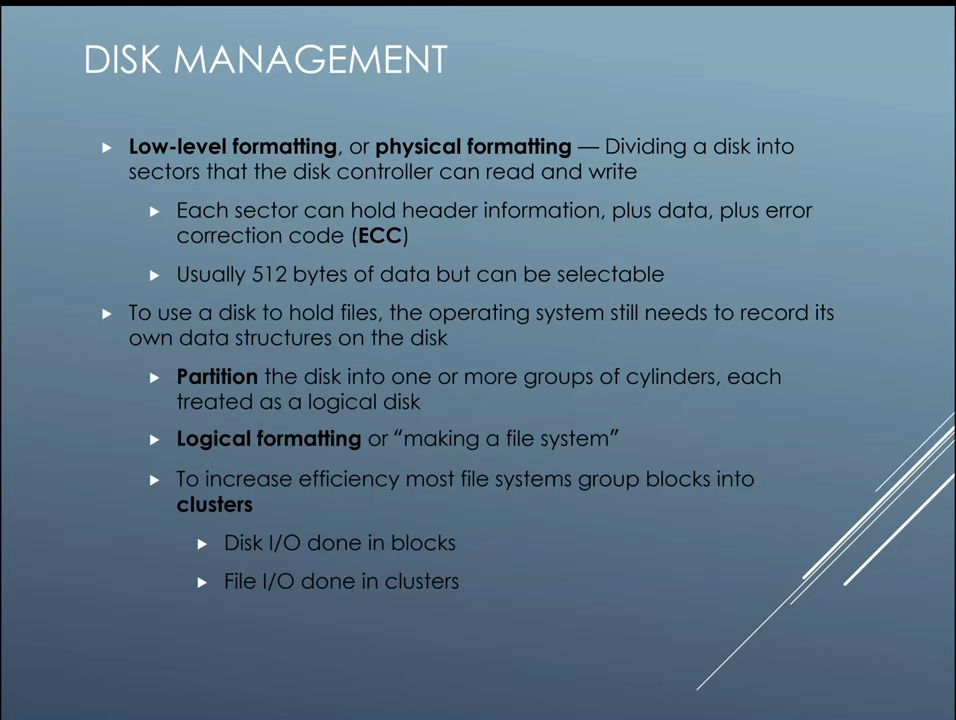 DISK MANAGEMENT
Low-level formatting, or physical formatting — Dividing a disk into
sectors that the disk controller can read and write
Each sector can hold header information, plus data, plus error
correction code (ECC)
Usually 512 bytes of data but can be selectable
To use a disk to hold files, the operating system still needs to record its
own data structures on the disk
Partition the disk into one or more groups of cylinders, each
treated as a logical disk
Logical formatting or “making a file system”
To increase efficiency most file systems group blocks into
clusters
Disk I/O done in blocks
File I/O done in clusters